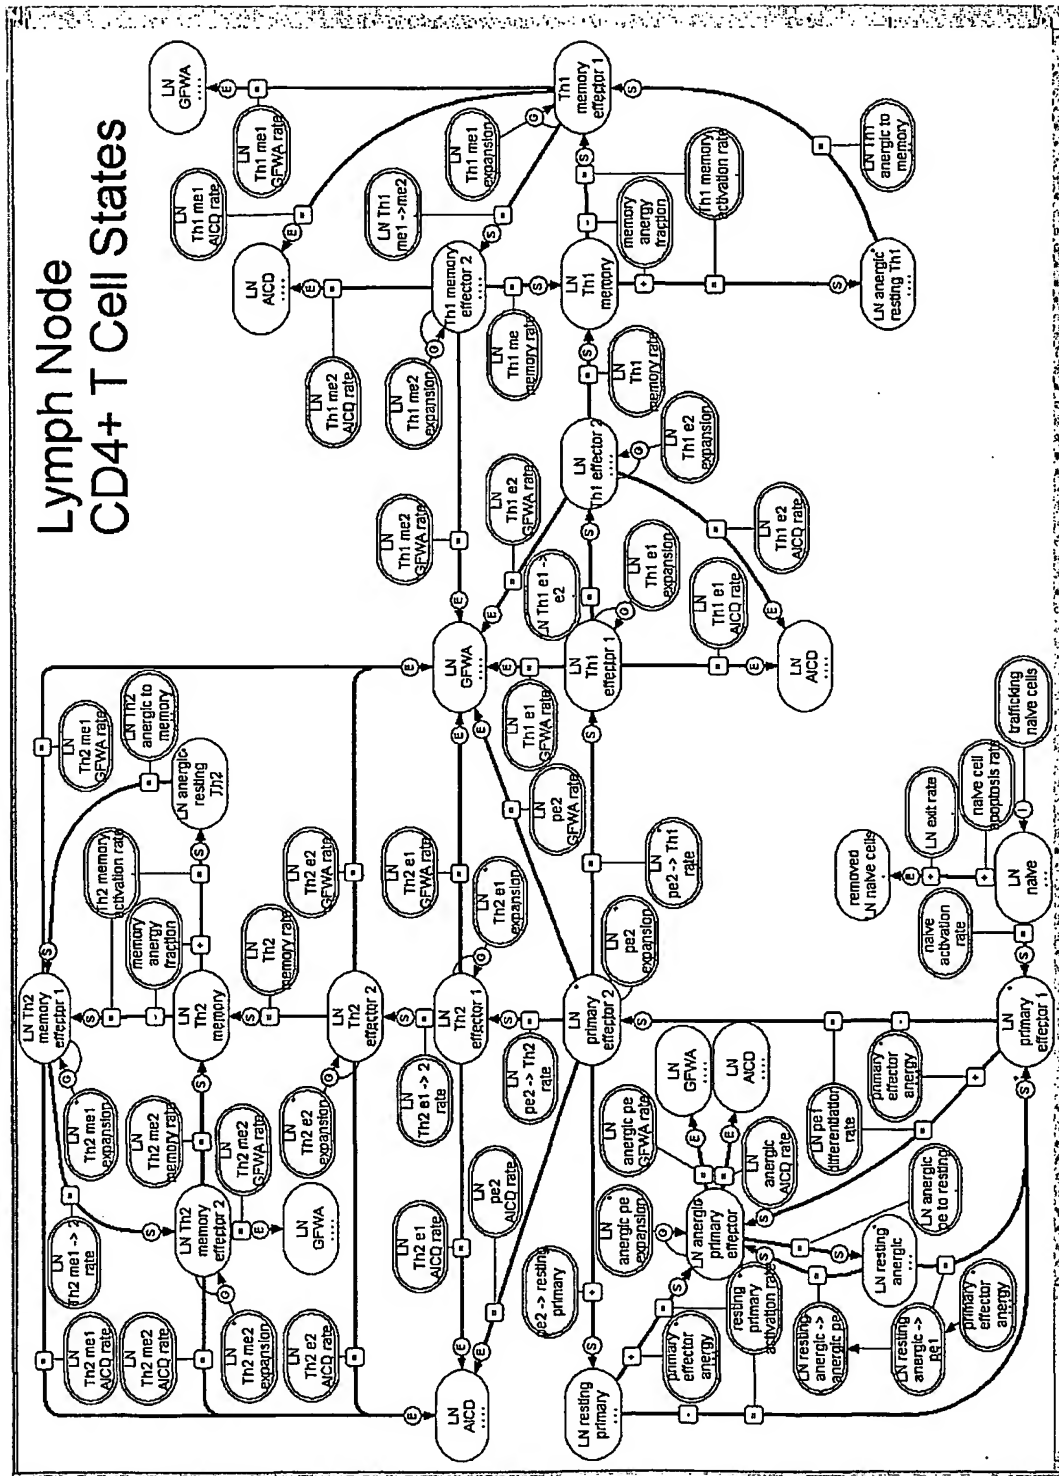 Lymph Node
CD4+ T Cell States
LN Th2
memory
effector 1
LN
Th2 me1
expansion
LN
Th2 me1 -> 2
rate
LN
Th2 me1
AICD rate
LN
Th2 me2
AICD rate
LN Th2
memory
effector 2
LN
Th2 me2
memory rate
LN
Th2 me2
GFWA rate
LN
GFWA
LN
Th2 me2
expansion
LN
Th2 e2
AICD rate
LN
Th2 e2
expansion
memory
anergy
fraction
Th2 memory
activation rate
LN
Th2
memory
LN
Th2
memory rate
LN
Th2
effector 2
LN
Th2 e2
GFWA rate
LN anergic
resting
Th2
LN Th2
anergic to
memory
LN
Th2 me1
GFWA rate
LN
AICD
LN
Th2 e1
AICD rate
LN
pe2
AICD rate
LN
Th2 e1 -> 2
rate
LN
Th2
effector 1
LN
Th2 e1
expansion
LN
Th2 e1
GFWA rate
LN
GFWA
LN
pe2 -> Th2
rate
LN
primary
effector 2
LN
pe2
expansion
LN
pe2 -> Th1
rate
LN
pe2
GFWA rate
LN
Th1 e1
GFWA rate
LN
Th1
effector 1
LN Th1 e1 ->
e2
LN
Th1 e1
expansion
LN
Th1 e1
AICD rate
LN
AICD
LN
Th1 e2
AICD rate
LN
Th1 e2
GFWA rate
LN
Th1 me2
GFWA rate
LN
Th1 effector 2
LN
Th1 e2
expansion
LN
Th1
memory rate
LN
Th1
memory
LN
Th1 me
memory rate
LN
Th1 memory
effector 2
LN
Th1 me2
expansion
LN
Th1 me2
AICD rate
LN
AICD
LN
Th1 me1
AICD rate
LN
Th1 me1
GFWA rate
LN
GFWA
LN
Th1 me1
expansion
LN Th1
me1 ->me2
Th1
memory
effector 1
memory
anergy
fraction
Th1 memory
activation rate
LN anergic
resting Th1
LN Th1
anergic to
memory
pe2 -> resting
primary
LN resting
primary
primary
effector
anergy
resting
primary
activation rate
LN
anergic pe
expansion
LN anergic
primary
effector
LN
anergic pe
GFWA rate
LN
GFWA
LN
AICD
LN
anergic
AICD rate
LN pe1
differentiation
rate
primary
effector
anergy
LN anergic
pe to resting
LN resting
anergic
LN resting
anergic ->
anergic pe
LN resting
anergic ->
pe1
primary
effector
anergy
LN
primary
effector 1
naive
activation
rate
LN
naive
removed
LN naive cells
LN exit rate
naive cell
apoptosis rate
trafficking
naive cells